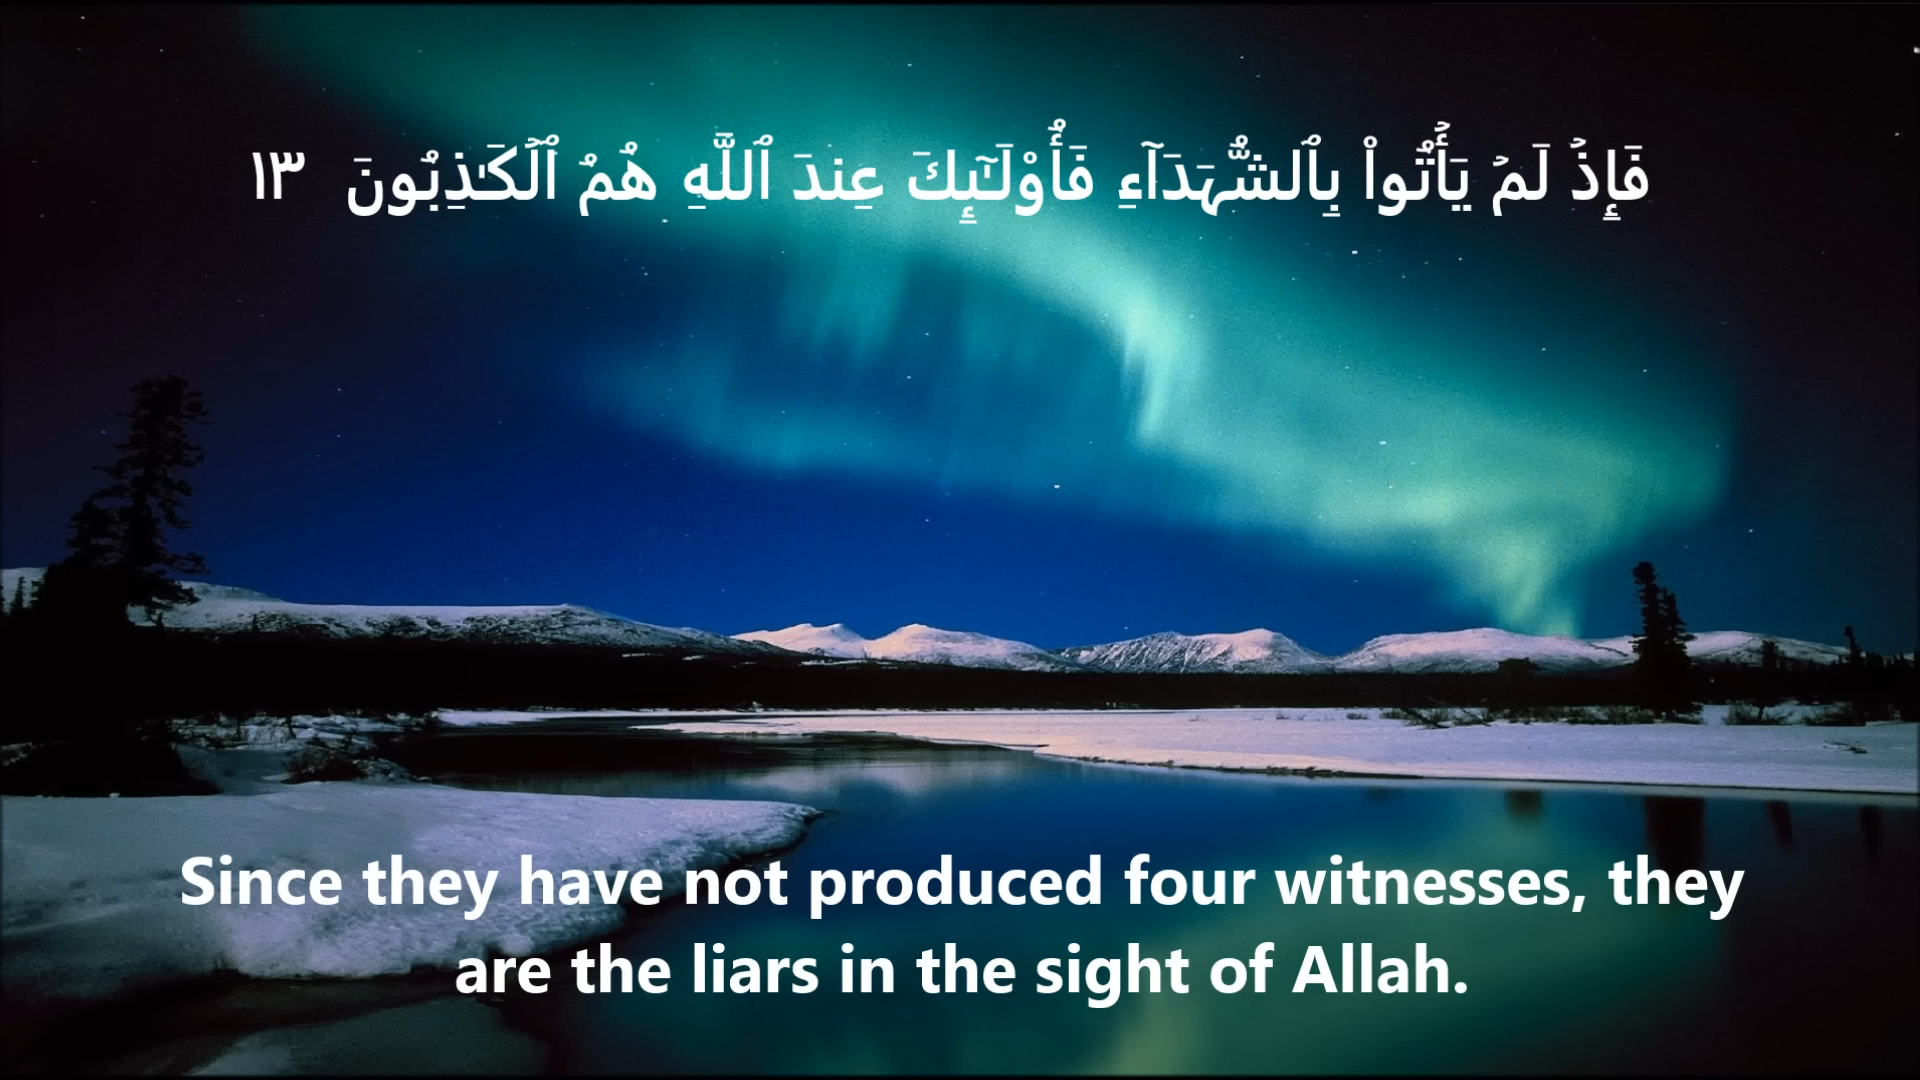 فَإِذۡ لَمۡ يَأۡتُواْ بِٱلشُّهَدَآءِ فَأُوْلَـٰٓئِكَ عِندَ ٱللَّهِ هُمُ ٱلۡكَـٰذِبُونَ ١٣
Since they have not produced four witnesses, they
are the liars in the sight of Allah.